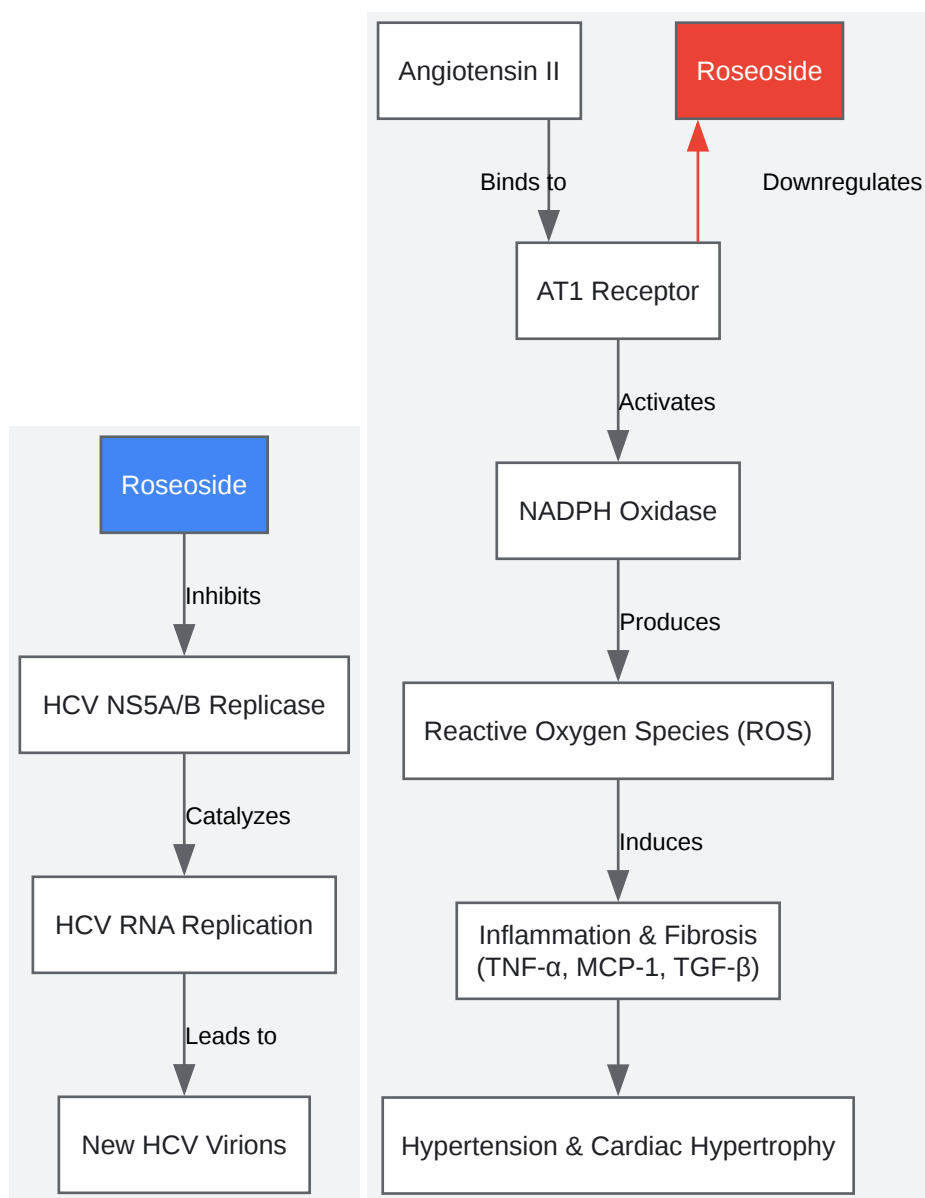 Angiotensin II
Roseoside
Binds to
Downregulates
AT1 Receptor
Activates
NADPH Oxidase
Produces
Reactive Oxygen Species (ROS)
Induces
Inflammation & Fibrosis
(TNF-α, MCP-1, TGF-β)
Hypertension & Cardiac Hypertrophy
Roseoside
Inhibits
HCV NS5A/B Replicase
Catalyzes
HCV RNA Replication
Leads to
New HCV Virions